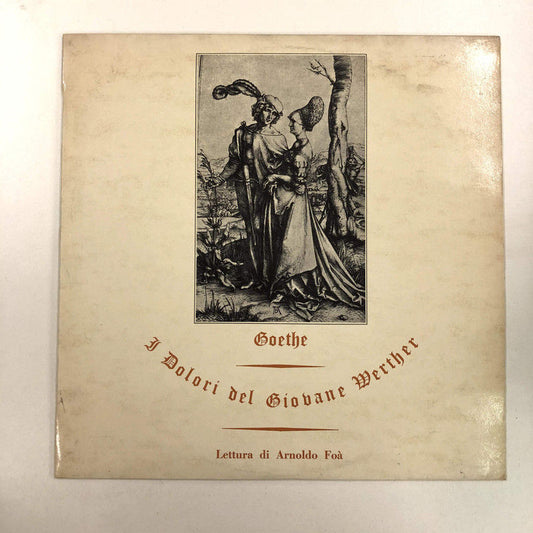 Goethe
I Dolori del Giovane Werther
Lettura di Arnoldo Foà